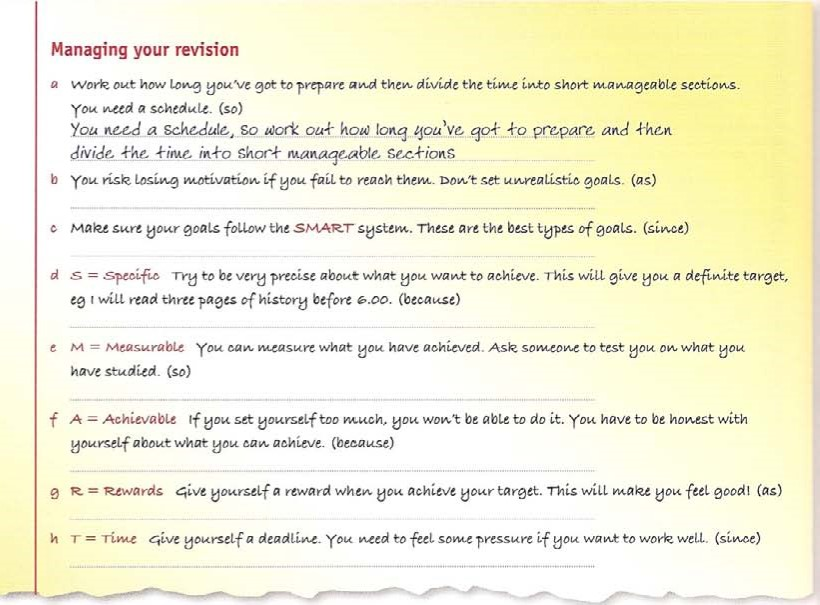 Managing your revision
a Work out how long you've got to prepare and then divide the time into short manageable sections.
You need a schedule. (so)
You need a schedule, so work out how long you've got to prepare and then
divide the time into short manageable sections
b You risk losing motivation if you fail to reach them. Don't set unrealistic goals. (as)
c Make sure your goals follow the SMART system. These are the best types of goals. (since)
d S = Specific Try to be very precise about what you want to achieve. This will give you a definite target,
eg I will read three pages of history before 6.00. (because)
e M = Measurable You can measure what you have achieved. Ask someone to test you on what you
have studied. (so)
f A = Achievable If you set yourself too much, you won't be able to do it. You have to be honest with
yourself about what you can achieve. (because)
g R = Rewards Give yourself a reward when you achieve your target. This will make you feel good! (as)
h T = Time Give yourself a deadline. You need to feel some pressure if you want to work well. (since)